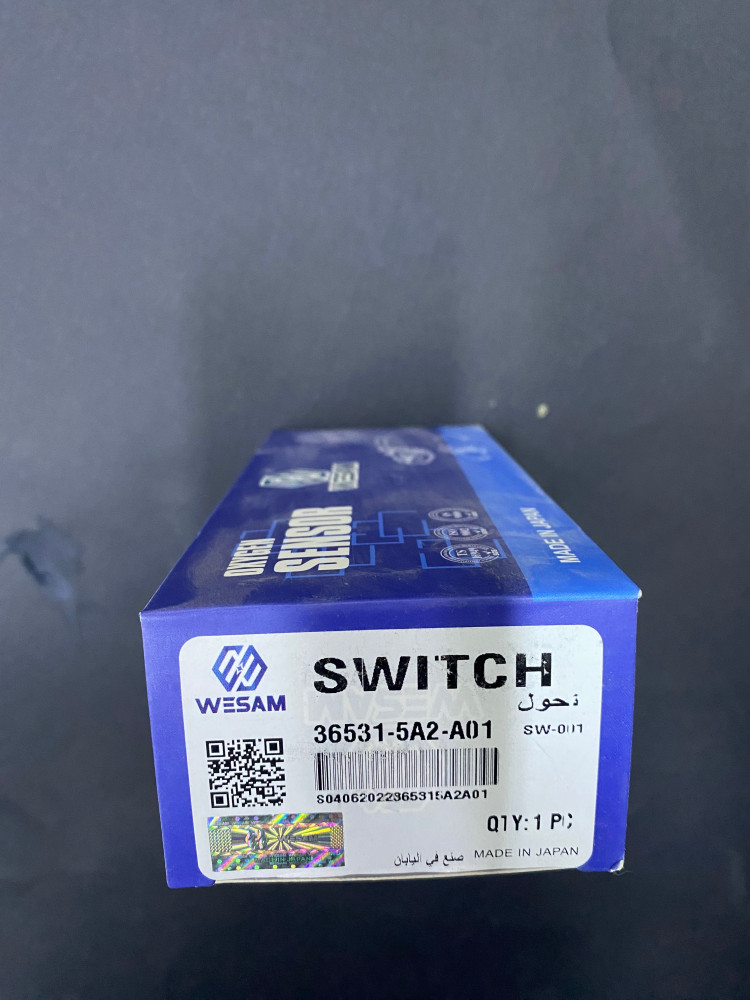 OXYGEN
SENSOR
MADE IN JAPAN
WESAM
SWITCH
تحول
36531-5A2-A01
SW-001
S04062022365315A2A01
QTY: 1 PC
صنع في اليابان
MADE IN JAPAN